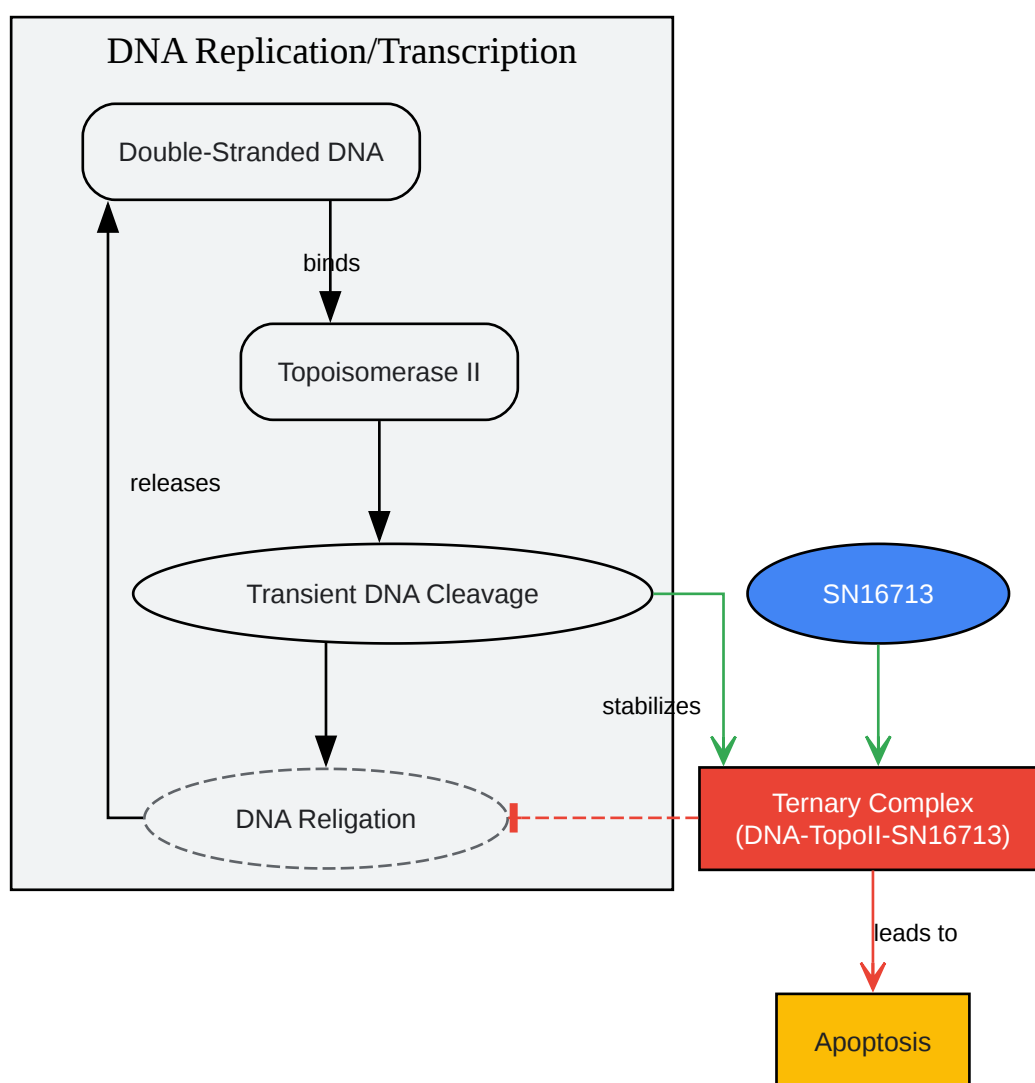 DNA Replication/Transcription
Double-Stranded DNA
binds
Topoisomerase II
releases
Transient DNA Cleavage
SN16713
stabilizes
DNA Religation
Ternary Complex
(DNA-TopoII-SN16713)
leads to
Apoptosis